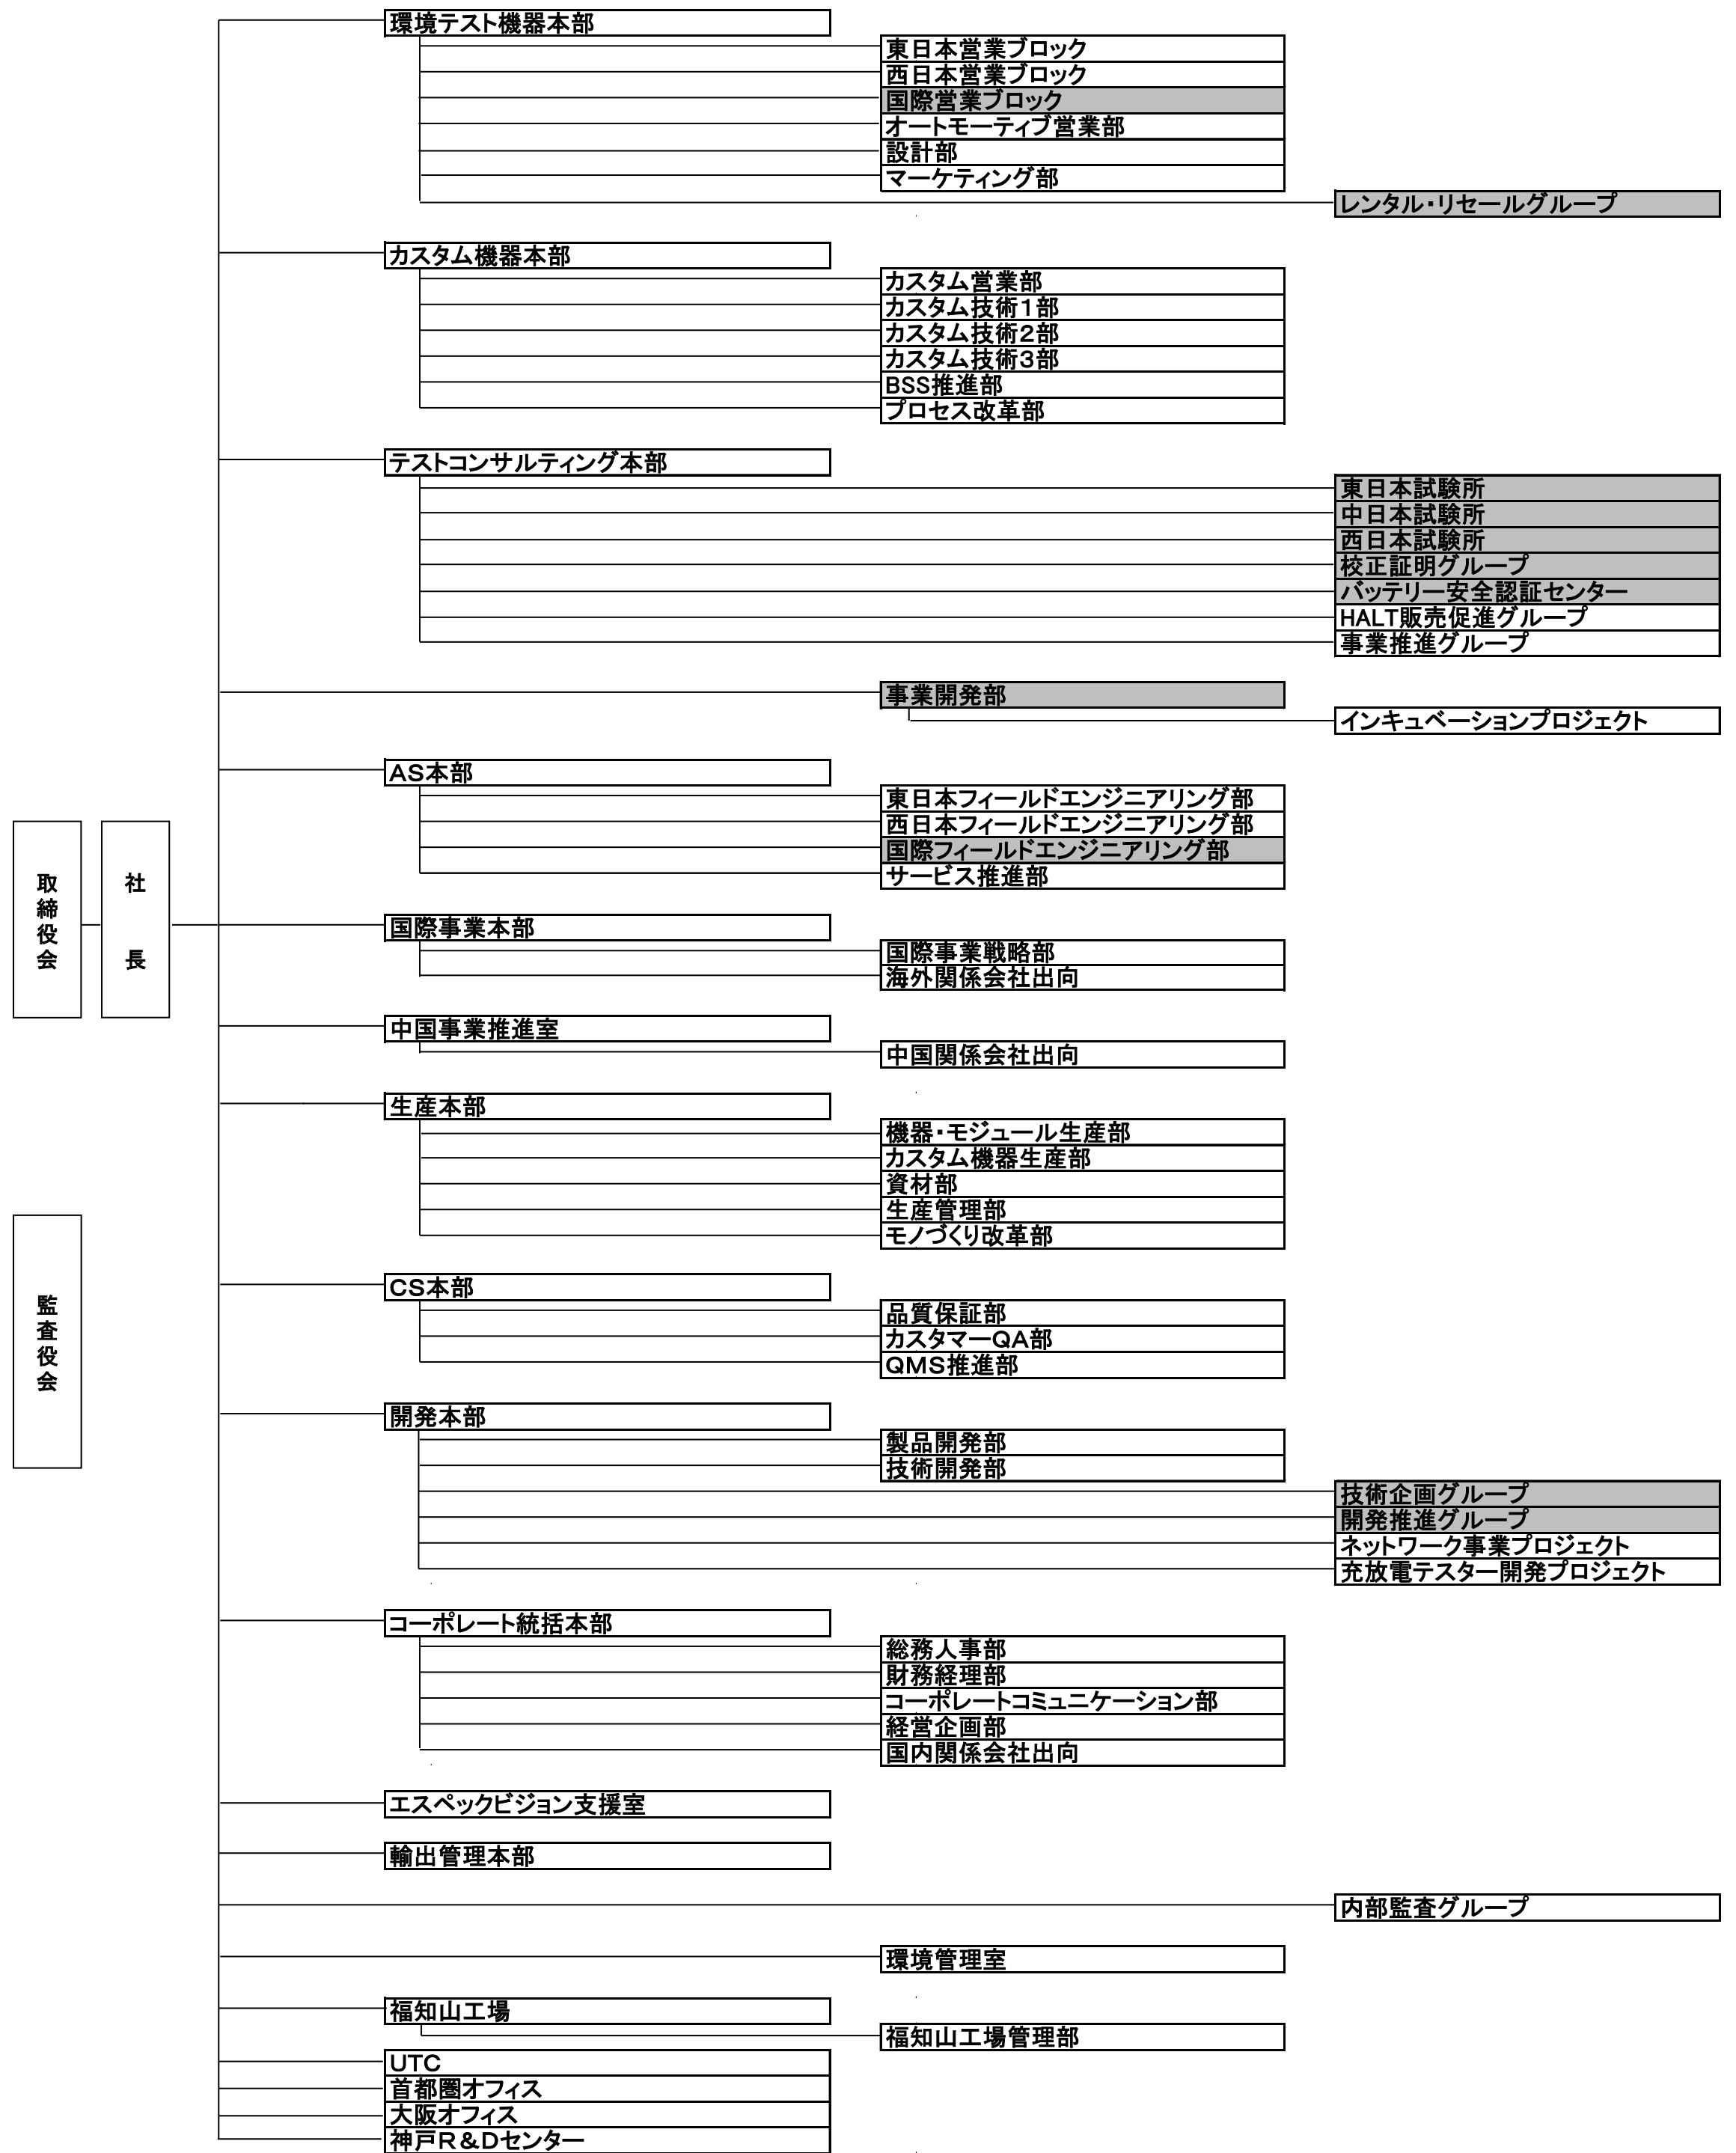 環境テスト機器本部
東日本営業ブロック
西日本営業ブロック
国際営業ブロック
オートモーティブ営業部
設計部
マーケティング部
レンタル・リセールグループ
カスタム機器本部
カスタム営業部
カスタム技術1部
カスタム技術2部
カスタム技術3部
BSS推進部
プロセス改革部
テストコンサルティング本部
東日本試験所
中日本試験所
西日本試験所
校正証明グループ
バッテリー安全認証センター
HALT販売促進グループ
事業推進グループ
事業開発部
インキュベーションプロジェクト
AS本部
東日本フィールドエンジニアリング部
西日本フィールドエンジニアリング部
国際フィールドエンジニアリング部
サービス推進部
取締役会
社長
国際事業本部
国際事業戦略部
海外関係会社出向
中国事業推進室
中国関係会社出向
生産本部
機器・モジュール生産部
カスタム機器生産部
資材部
生産管理部
モノづくり改革部
監査役会
CS本部
品質保証部
カスタマーQA部
QMS推進部
開発本部
製品開発部
技術開発部
技術企画グループ
開発推進グループ
ネットワーク事業プロジェクト
充放電テスター開発プロジェクト
コーポレート統括本部
総務人事部
財務経理部
コーポレートコミュニケーション部
経営企画部
国内関係会社出向
エスペックビジョン支援室
輸出管理本部
内部監査グループ
環境管理室
福知山工場
福知山工場管理部
UTC
首都圏オフィス
大阪オフィス
神戸R&Dセンター